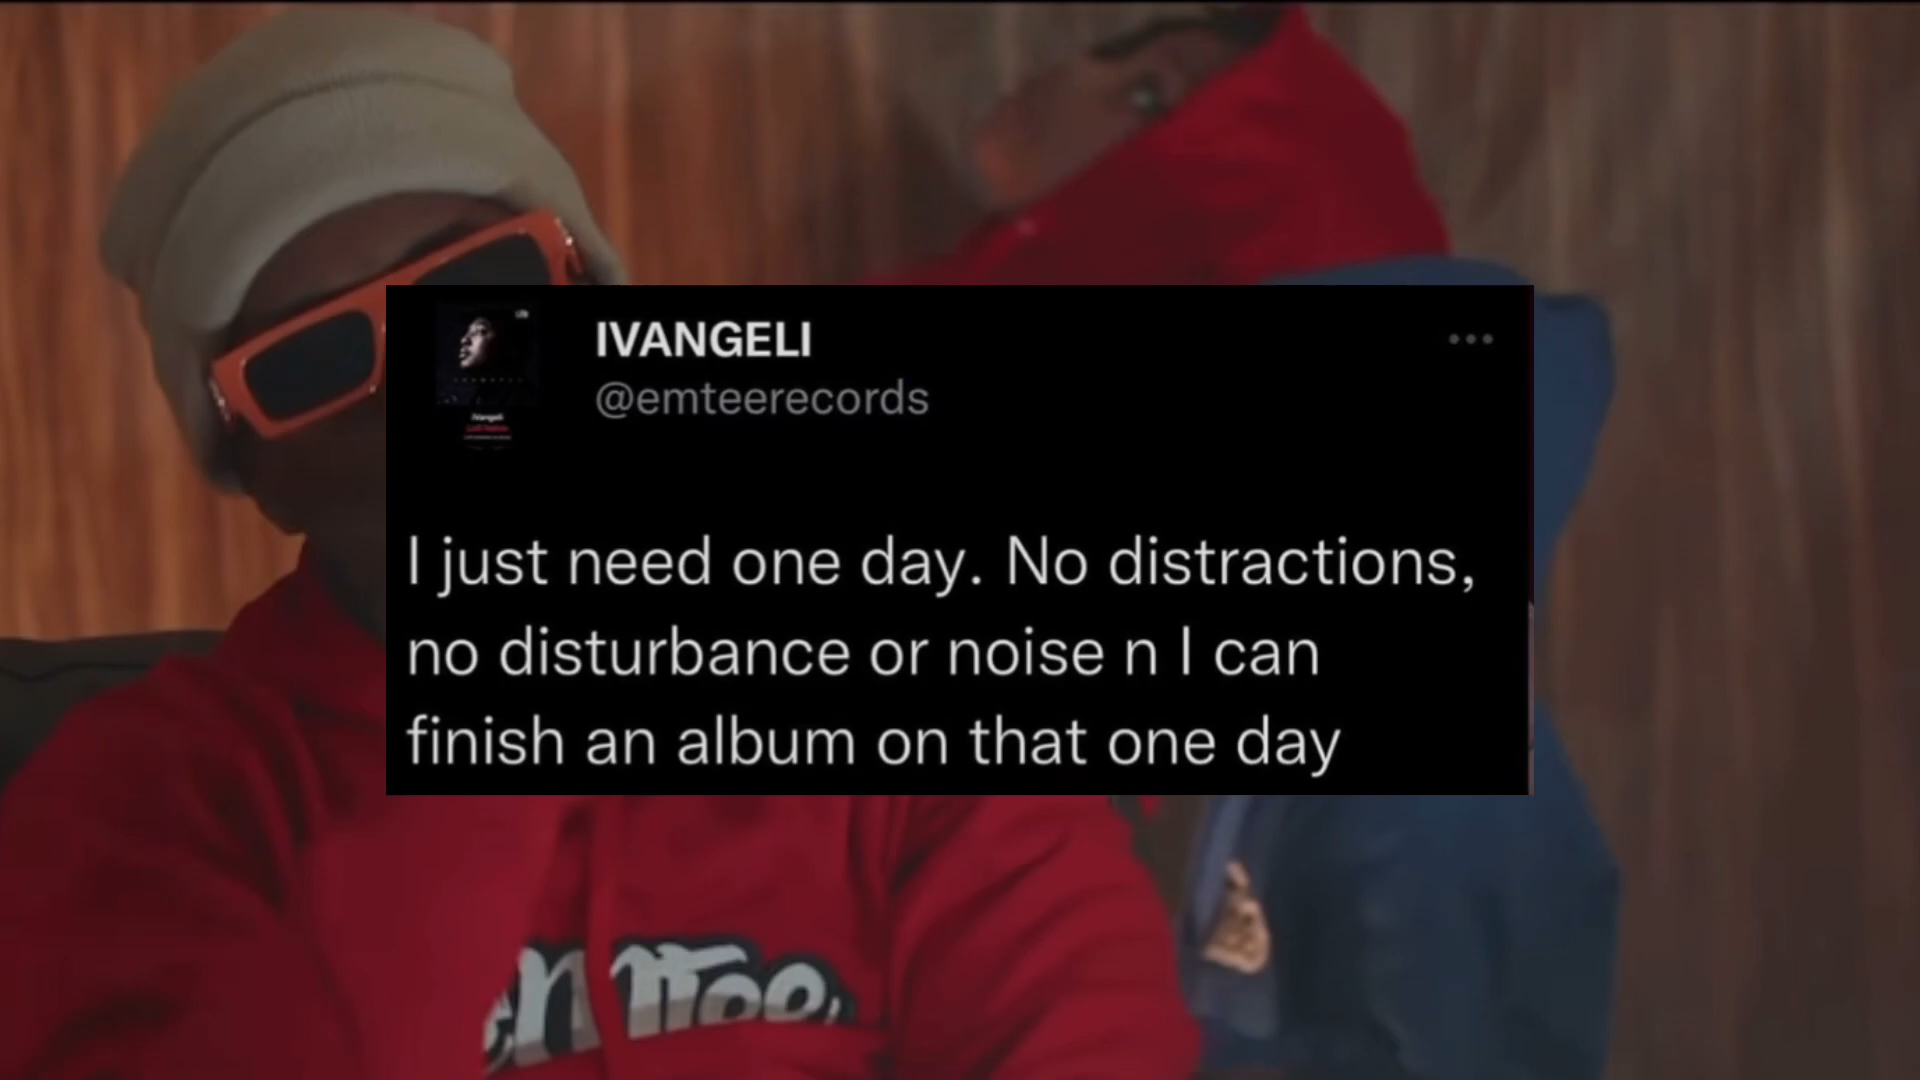 IVANGELI
@emteerecords
I just need one day. No distractions,
no disturbance or noise n I can
finish an album on that one day
emTee